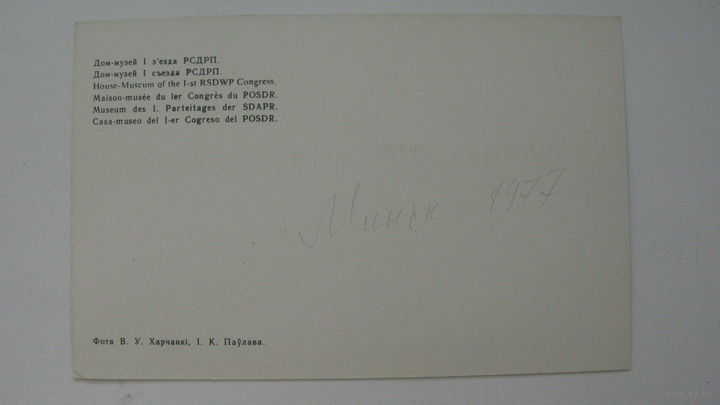 Дом-музей І з'езда РСДРП.
Дом-музей I съезда РСДРП.
House-Museum of the I-st RSDWP Congress.
Maison-musée du Ier Congrès du POSDR.
Museum des I. Parteitages der SDAPR.
Casa-museo del I-er Cogreso del POSDR.
Минск 1977
Фота В. У. Харчанкі, І. К. Паўлава.